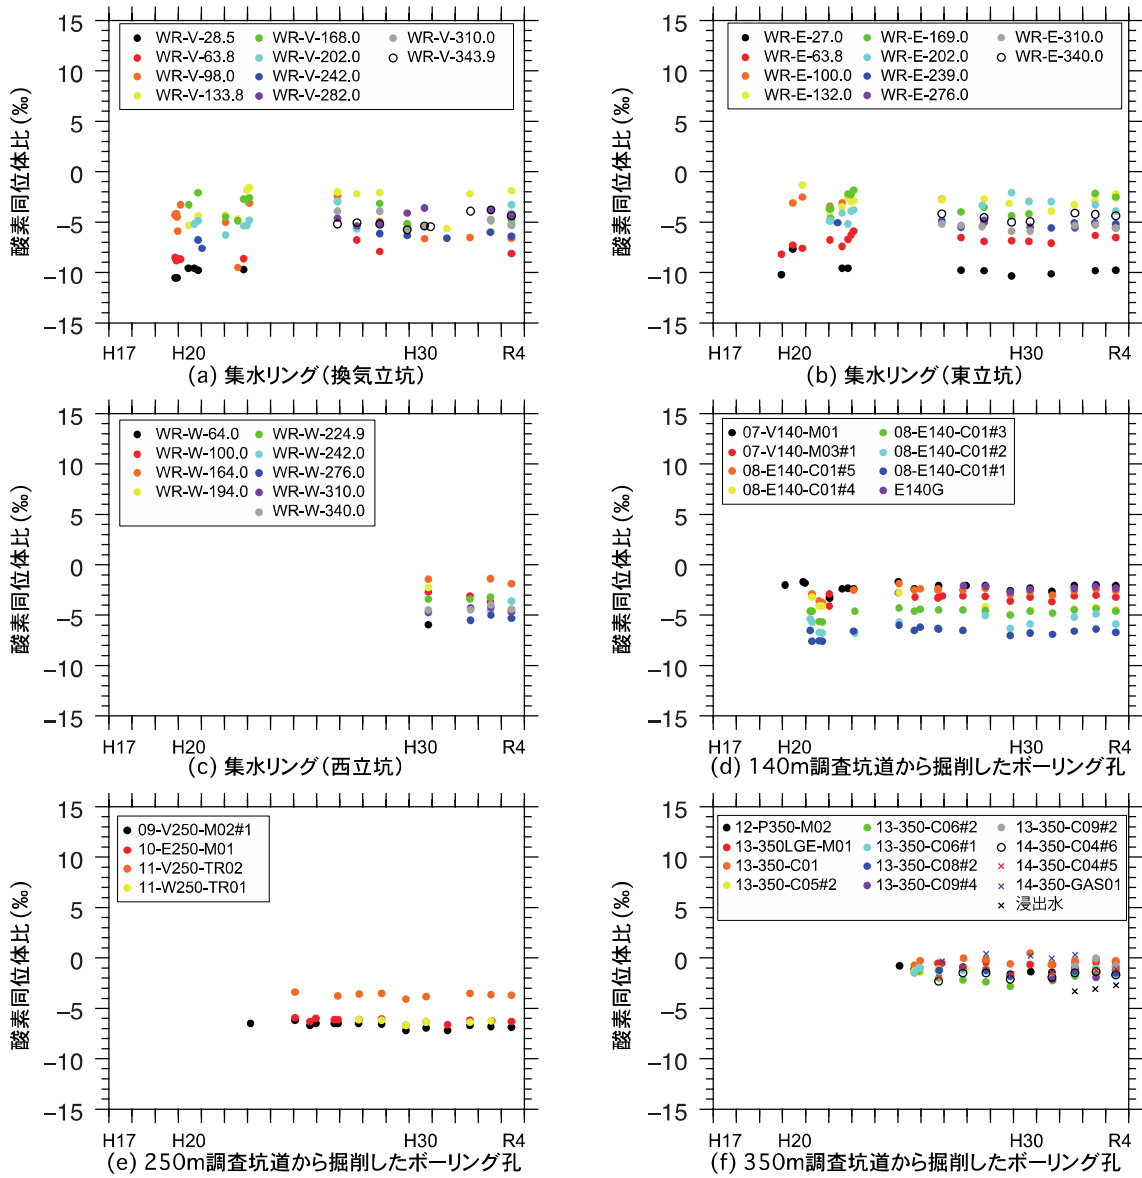 酸素同位体比(‰)
15
10
5
0
−5
−10
−15
WR-V-28.5
WR-V-63.8
WR-V-98.0
WR-V-133.8
WR-V-168.0
WR-V-202.0
WR-V-242.0
WR-V-282.0
WR-V-310.0
WR-V-343.9
H17 H20 H30 R4
(a) 集水リング(換気立坑)
酸素同位体比(‰)
15
10
5
0
−5
−10
−15
WR-E-27.0
WR-E-63.8
WR-E-100.0
WR-E-132.0
WR-E-169.0
WR-E-202.0
WR-E-239.0
WR-E-276.0
WR-E-310.0
WR-E-340.0
H17 H20 H30 R4
(b) 集水リング(東立坑)
酸素同位体比(‰)
15
10
5
0
−5
−10
−15
WR-W-64.0
WR-W-100.0
WR-W-164.0
WR-W-194.0
WR-W-224.9
WR-W-242.0
WR-W-276.0
WR-W-310.0
WR-W-340.0
H17 H20 H30 R4
(c) 集水リング(西立坑)
酸素同位体比(‰)
15
10
5
0
−5
−10
−15
07-V140-M01
07-V140-M03#1
08-E140-C01#5
08-E140-C01#4
08-E140-C01#3
08-E140-C01#2
08-E140-C01#1
E140G
H17 H20 H30 R4
(d) 140m調査坑道から掘削したボーリング孔
酸素同位体比(‰)
15
10
5
0
−5
−10
−15
09-V250-M02#1
10-E250-M01
11-V250-TR02
11-W250-TR01
H17 H20 H30 R4
(e) 250m調査坑道から掘削したボーリング孔
酸素同位体比(‰)
15
10
5
0
−5
−10
−15
12-P350-M02
13-350LGE-M01
13-350-C01
13-350-C05#2
13-350-C06#2
13-350-C06#1
13-350-C08#2
13-350-C09#4
13-350-C09#2
14-350-C04#6
14-350-C04#5
14-350-GAS01
浸出水
H17 H20 H30 R4
(f) 350m調査坑道から掘削したボーリング孔